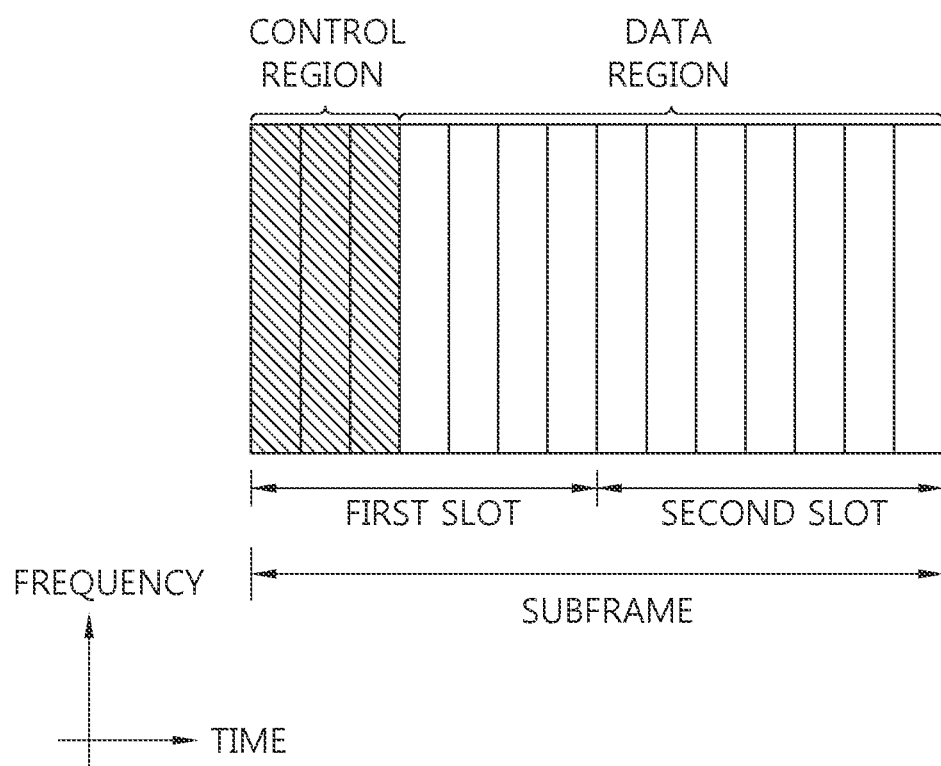 CONTROL
REGION
DATA
REGION
FIRST SLOT
SECOND SLOT
SUBFRAME
FREQUENCY
TIME